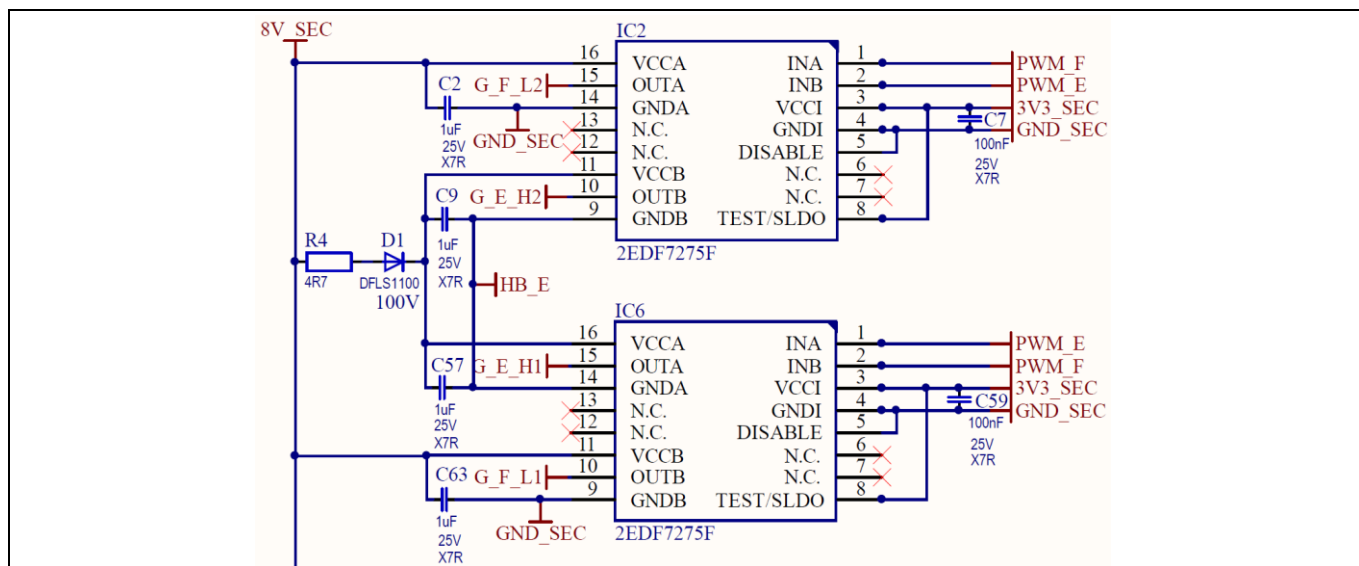 8V_SEC
IC2
16 VCCA INA 1 PWM_F
G_F_L2 15 OUTA INB 2 PWM_E
C2 14 GNDA VCCI 3 3V3_SEC
1uF 13 N.C. GNDI 4 C7 GND_SEC
25V GND_SEC 12 N.C. DISABLE 5 100nF
X7R 11 VCCB N.C. 6 25V
C9 G_E_H2 10 OUTB N.C. 7 X7R
9 GNDB TEST/SLDO 8
1uF
R4 D1 25V 2EDF7275F
4R7 DFLS1100 X7R
100V HB_E
IC6
16 VCCA INA 1 PWM_E
C57 G_E_H1 15 OUTA INB 2 PWM_F
14 GNDA VCCI 3 3V3_SEC
1uF 13 N.C. GNDI 4 C59 GND_SEC
25V 12 N.C. DISABLE 5 100nF
X7R 11 VCCB N.C. 6 25V
C63 G_F_L1 10 OUTB N.C. 7 X7R
9 GNDB TEST/SLDO 8
1uF GND_SEC 2EDF7275F
25V
X7R